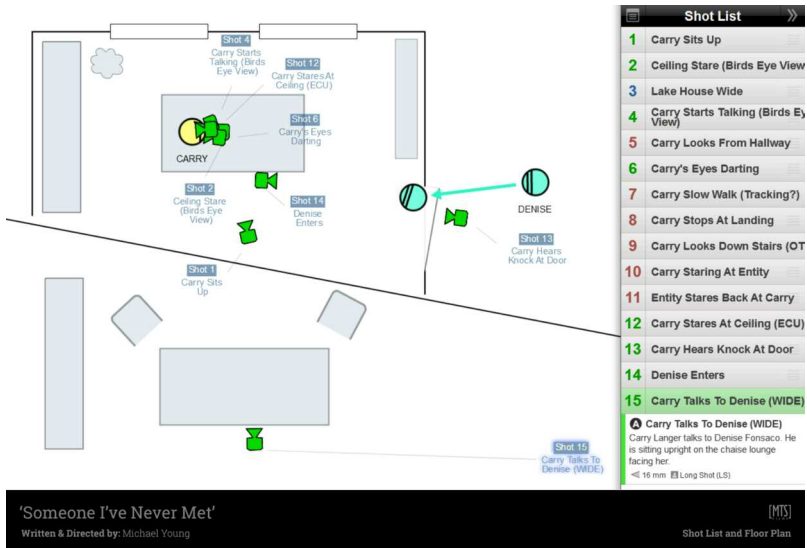 Shot 4
Carry Starts
Talking (Birds
Eye View)
Shot 12
Carry Stares At
Ceiling (ECU)
Shot 6
Carry's Eyes
Darting
CARRY
Shot 2
Ceiling Stare
(Birds Eye
View)
Shot 14
Denise
Enters
DENISE
Shot 13
Carry Hears
Knock At Door
Shot 1
Carry Sits
Up
Shot 15
Carry Talks To
Denise (WIDE)
Shot List
1 Carry Sits Up
2 Ceiling Stare (Birds Eye View
3 Lake House Wide
4 Carry Starts Talking (Birds Ey
View)
5 Carry Looks From Hallway
6 Carry's Eyes Darting
7 Carry Slow Walk (Tracking?)
8 Carry Stops At Landing
9 Carry Looks Down Stairs (OT
10 Carry Staring At Entity
11 Entity Stares Back At Carry
12 Carry Stares At Ceiling (ECU)
13 Carry Hears Knock At Door
14 Denise Enters
15 Carry Talks To Denise (WIDE)
A Carry Talks To Denise (WIDE)
Carry Langer talks to Denise Fonsaco. He
is sitting upright on the chaise lounge
facing her.
16 mm Long Shot (LS)
‘Someone I’ve Never Met’
[MTS]
Written & Directed by: Michael Young
Shot List and Floor Plan